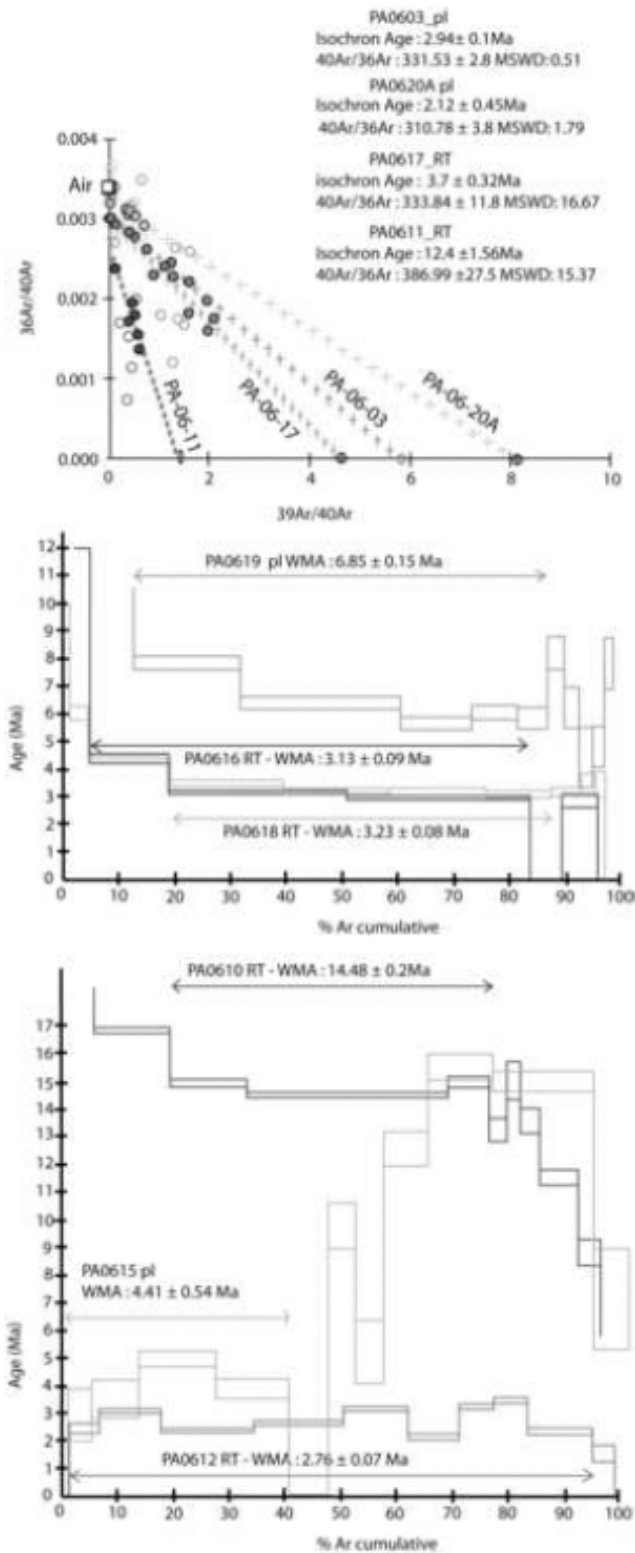 PA0603_pl
Isochron Age : 2.94± 0.1Ma
40Ar/36Ar : 331.53 ± 2.8 MSWD: 0.51
PA0620A pl
Isochron Age : 2.12 ± 0.45Ma
40Ar/36Ar : 310.78 ± 3.8 MSWD: 1.79
PA0617_RT
isochron Age : 3.7 ± 0.32Ma
40Ar/36Ar : 333.84 ± 11.8 MSWD: 16.67
PA0611_RT
Isochron Age : 12.4 ±1.56Ma
40Ar/36Ar : 386.99 ±27.5 MSWD: 15.37
0.004
Air
0.003
0.002
0.001
0.000
36Ar/40Ar
PA-06-11
PA-06-17
PA-06-03
PA-06-20A
0 2 4 6 8 10
39Ar/40Ar
12
11
10
9
8
7
6
5
4
3
2
1
0
Age (Ma)
PA0619 pl WMA : 6.85 ± 0.15 Ma
PA0616 RT - WMA : 3.13 ± 0.09 Ma
PA0618 RT - WMA : 3.23 ± 0.08 Ma
0 10 20 30 40 50 60 70 80 90 100
% Ar cumulative
PA0610 RT - WMA : 14.48 ± 0.2Ma
17
16
15
14
13
12
11
10
9
8
7
6
5
4
3
2
1
0
Age (Ma)
PA0615 pl
WMA : 4.41 ± 0.54 Ma
PA0612 RT - WMA : 2.76 ± 0.07 Ma
0 10 20 30 40 50 60 70 80 90 100
% Ar cumulative